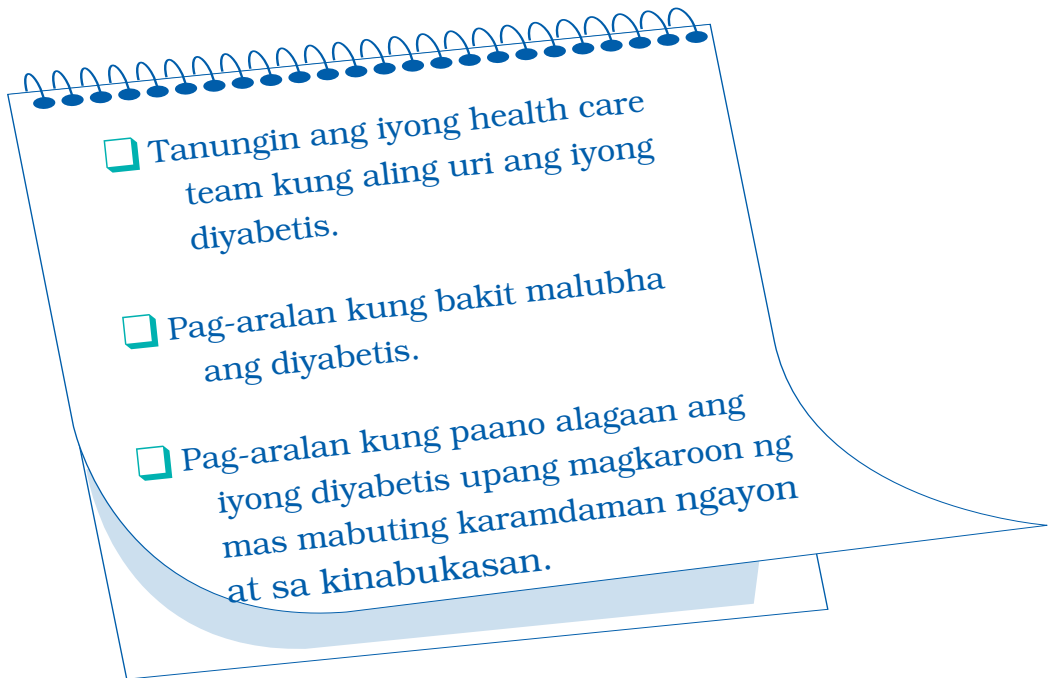 ❏ Tanungin ang iyong health care
team kung aling uri ang iyong
diyabetis.
❏ Pag-aralan kung bakit malubha
ang diyabetis.
❏ Pag-aralan kung paano alagaan ang
iyong diyabetis upang magkaroon ng
mas mabuting karamdaman ngayon
at sa kinabukasan.